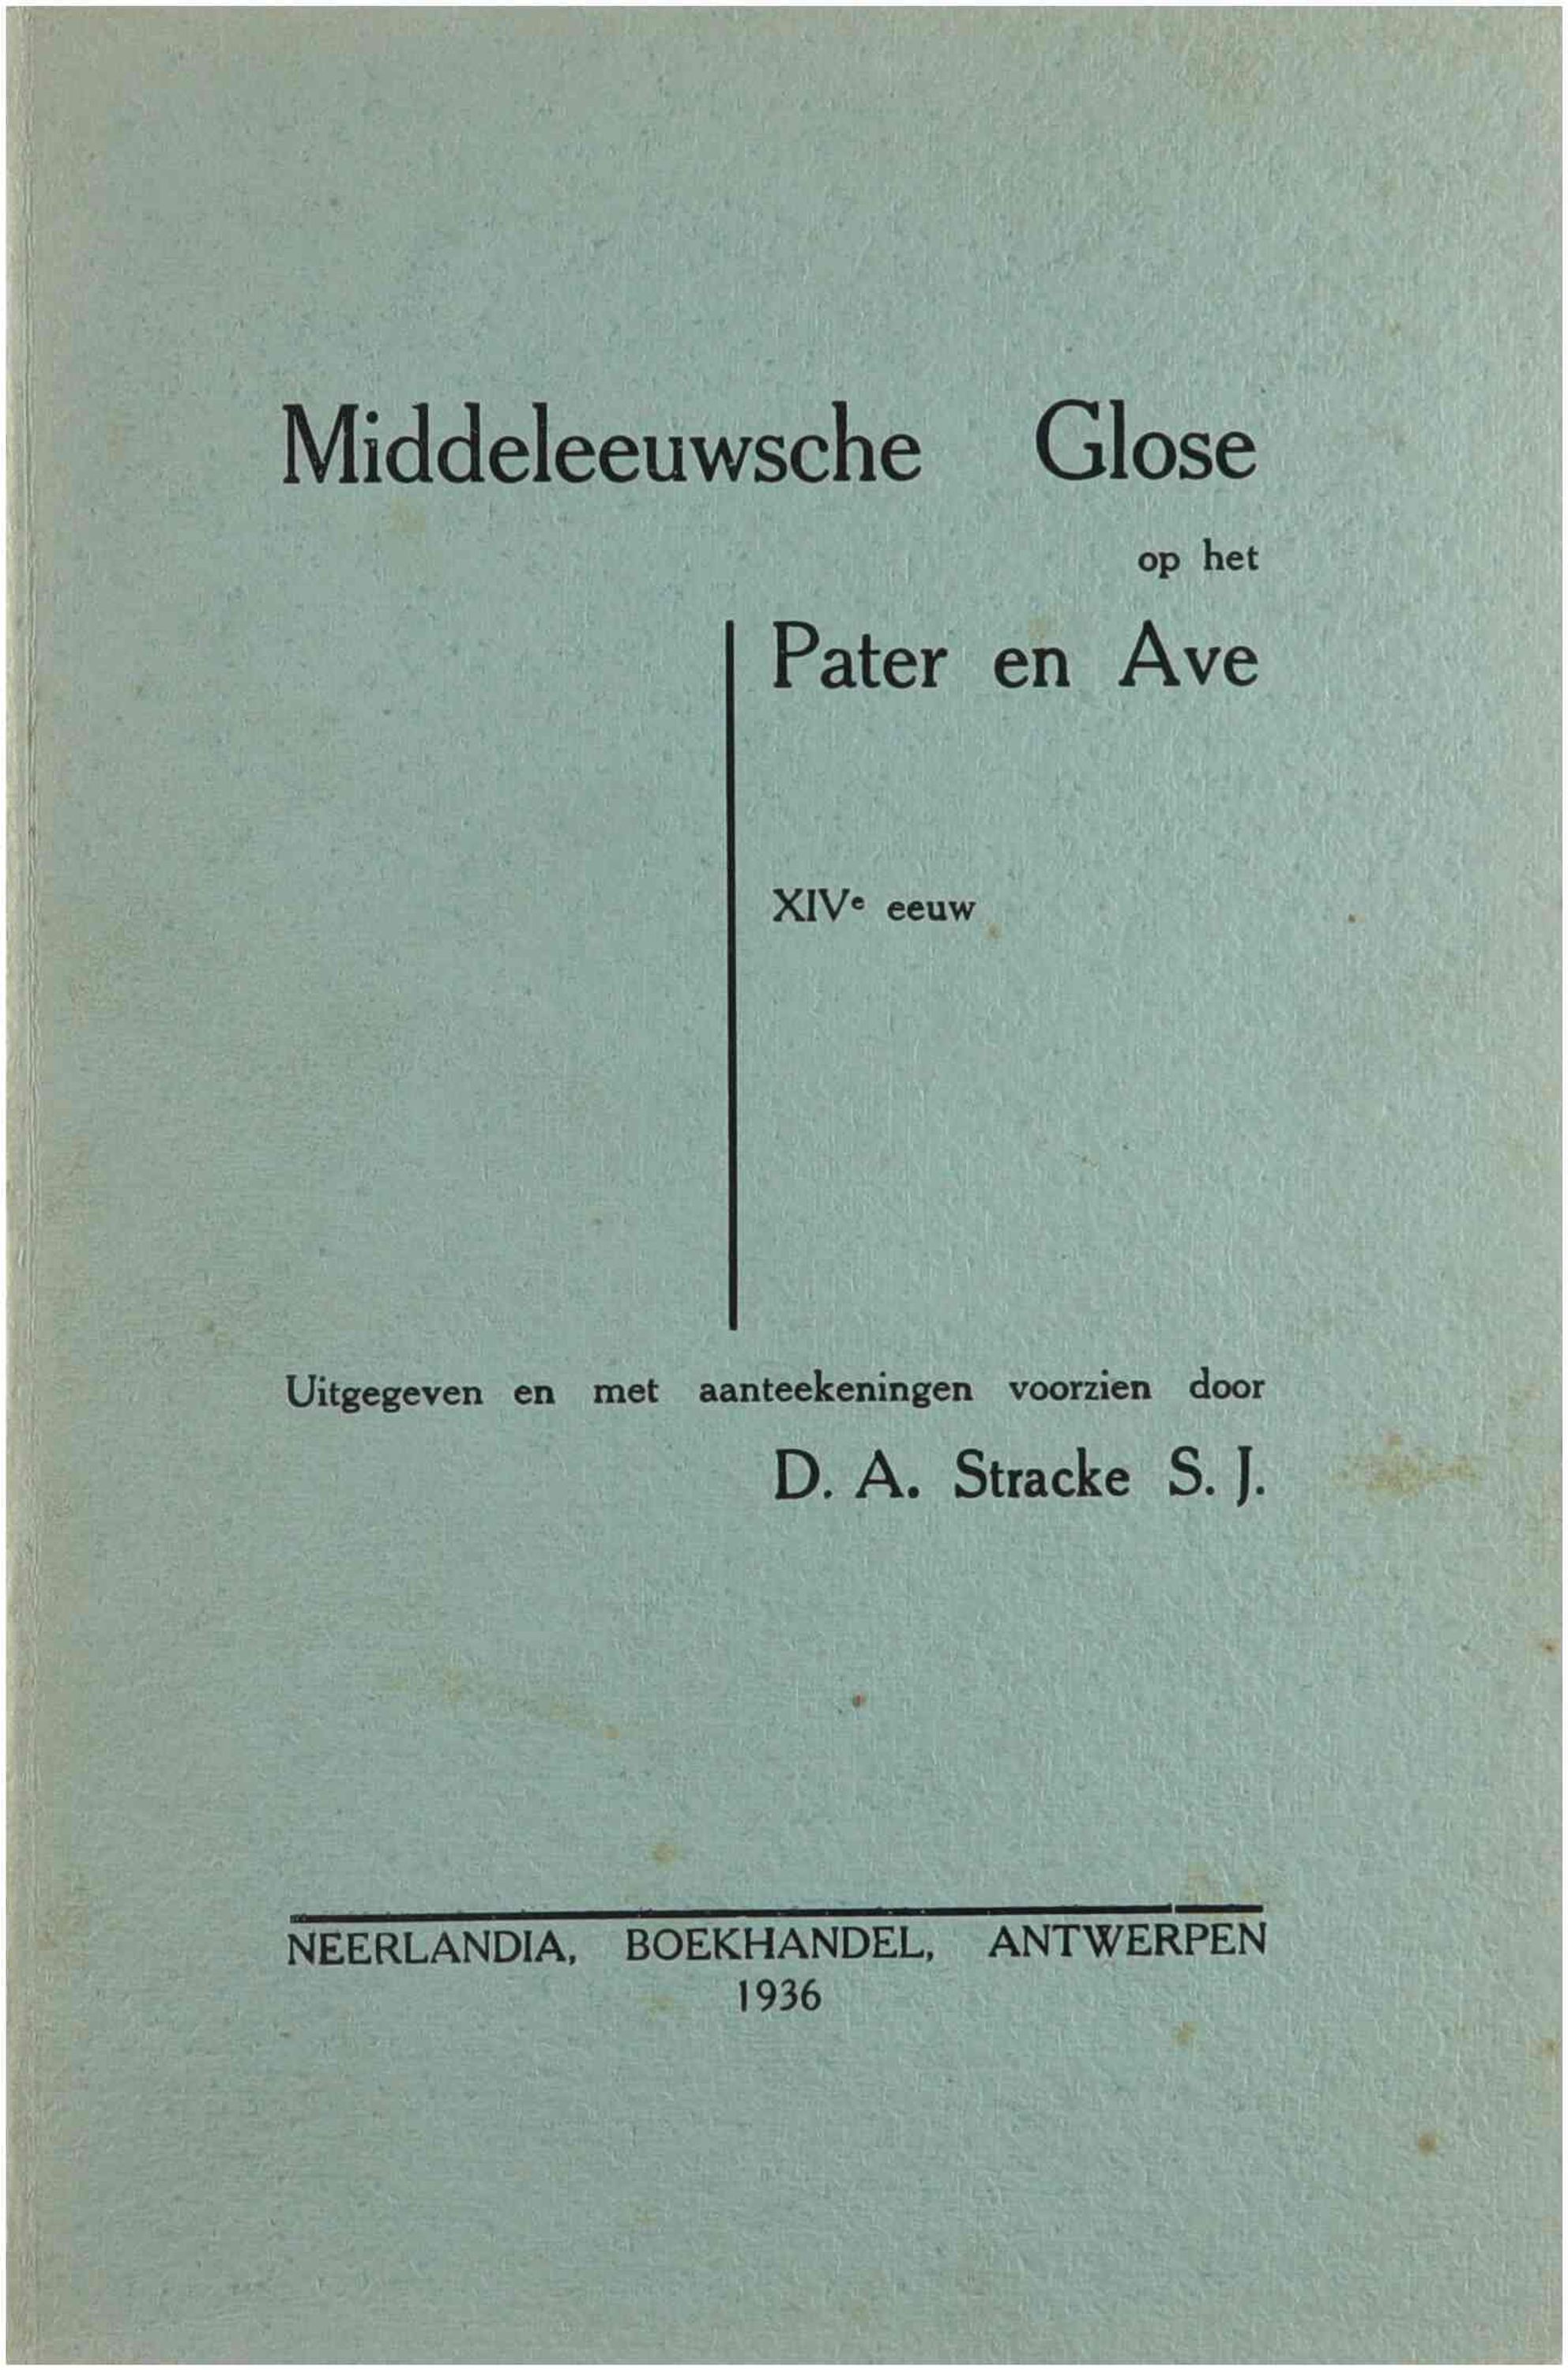 Middeleeuwsche Glose
op het
Pater en Ave
XIVe eeuw
Uitgegeven en met aanteekeningen voorzien door
D. A. Stracke S. J.
NEERLANDIA, BOEKHANDEL, ANTWERPEN
1936